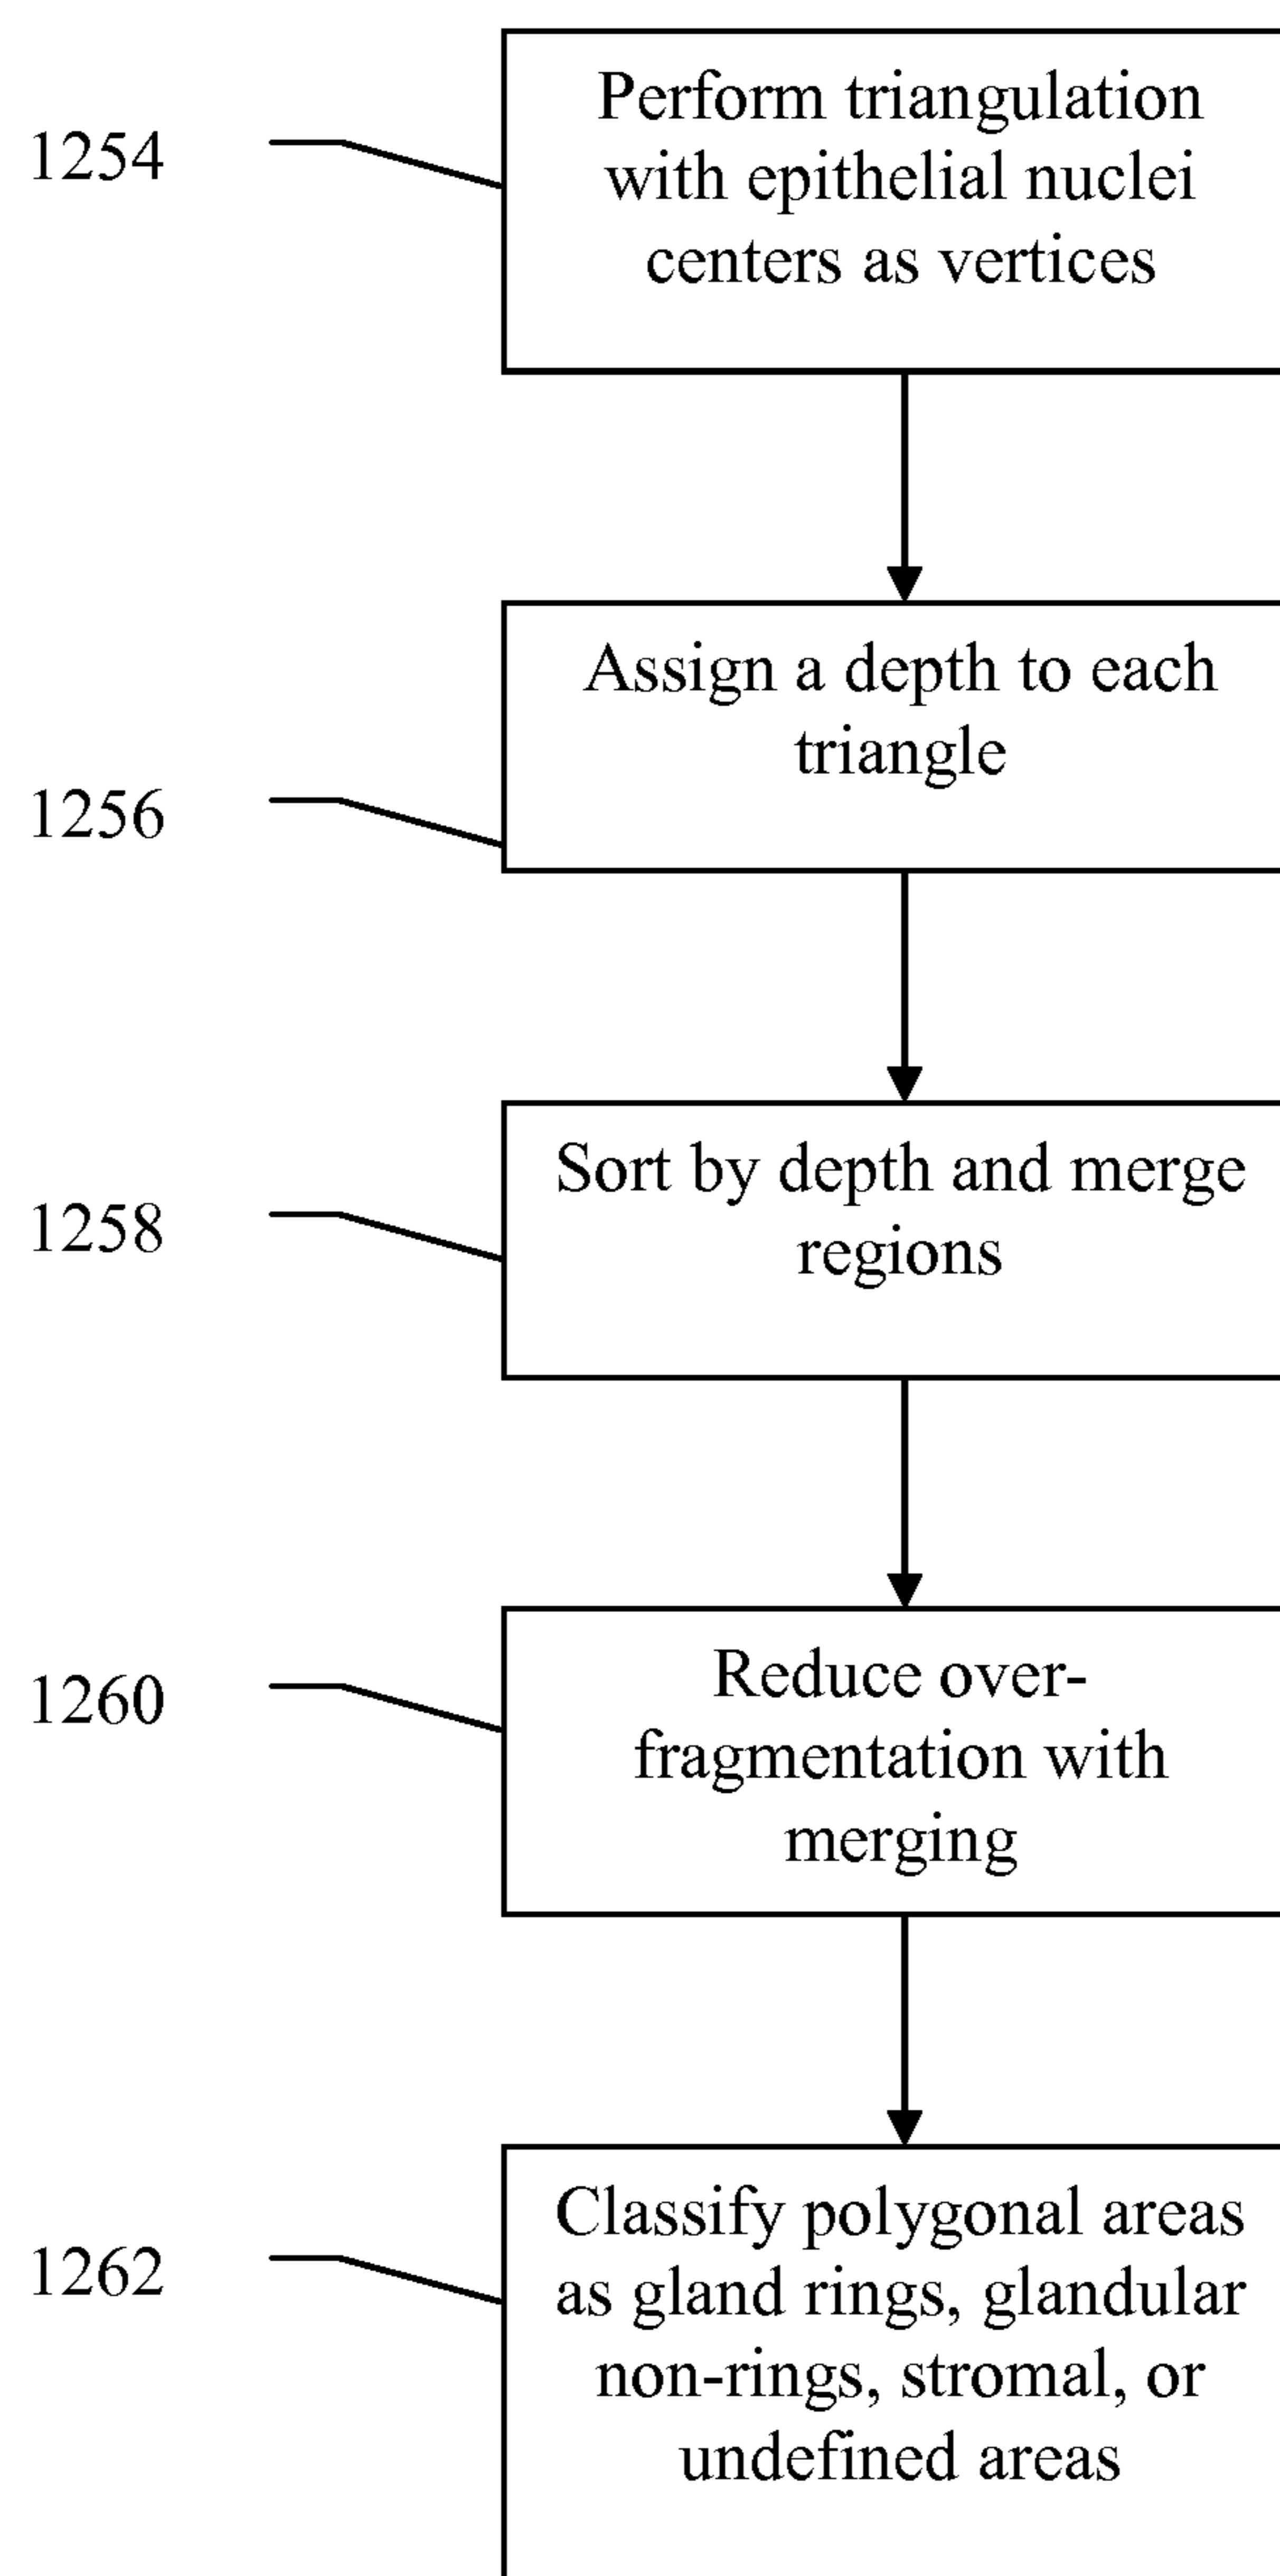 1254
Perform triangulation
with epithelial nuclei
centers as vertices
1256
Assign a depth to each
triangle
1258
Sort by depth and merge
regions
1260
Reduce over-
fragmentation with
merging
1262
Classify polygonal areas
as gland rings, glandular
non-rings, stromal, or
undefined areas